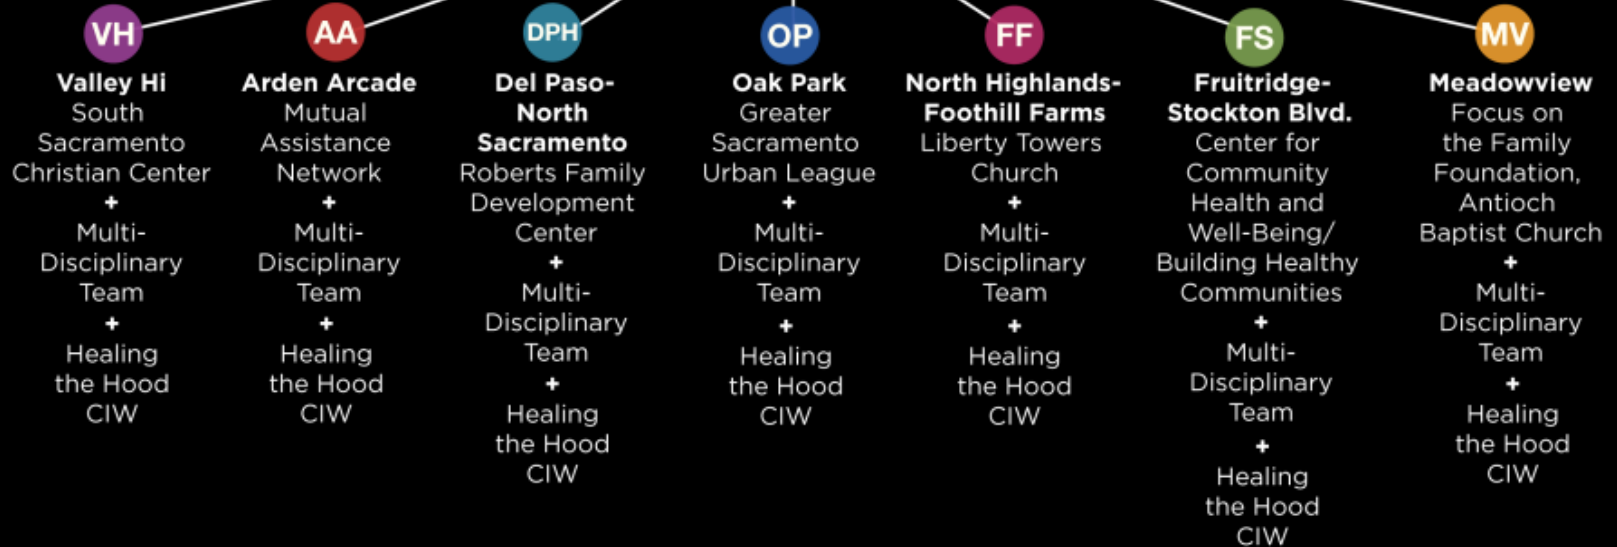 VH
Valley Hi
South
Sacramento
Christian Center
+
Multi-
Disciplinary
Team
+
Healing
the Hood
CIW
AA
Arden Arcade
Mutual
Assistance
Network
+
Multi-
Disciplinary
Team
+
Healing
the Hood
CIW
DPH
Del Paso-
North
Sacramento
Roberts Family
Development
Center
+
Multi-
Disciplinary
Team
+
Healing
the Hood
CIW
OP
Oak Park
Greater
Sacramento
Urban League
+
Multi-
Disciplinary
Team
+
Healing
the Hood
CIW
FF
North Highlands-
Foothill Farms
Liberty Towers
Church
+
Multi-
Disciplinary
Team
+
Healing
the Hood
CIW
FS
Fruitridge-
Stockton Blvd.
Center for
Community
Health and
Well-Being/
Building Healthy
Communities
+
Multi-
Disciplinary
Team
+
Healing
the Hood
CIW
MV
Meadowview
Focus on
the Family
Foundation,
Antioch
Baptist Church
+
Multi-
Disciplinary
Team
+
Healing
the Hood
CIW